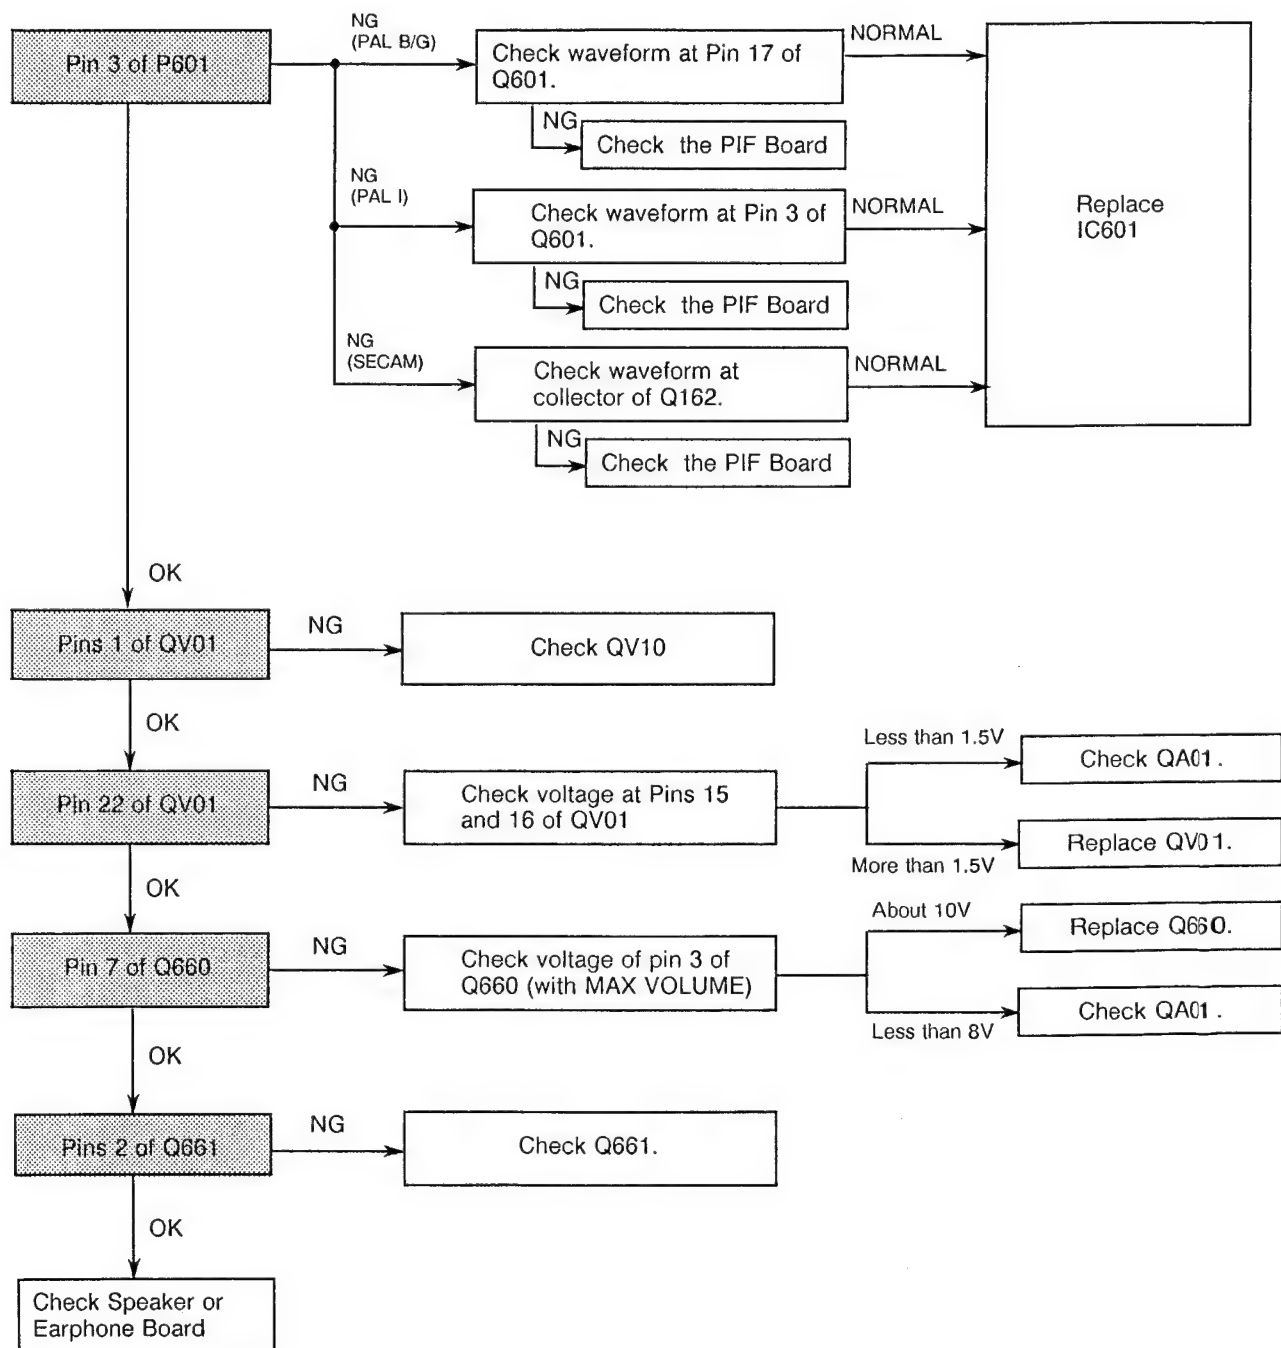 Pin 3 of P601
NG
(PAL B/G)
Check waveform at Pin 17 of
Q601.
NORMAL
NG
Check the PIF Board
NG
(PAL I)
Check waveform at Pin 3 of
Q601.
NORMAL
Replace
IC601
NG
Check the PIF Board
NG
(SECAM)
Check waveform at
collector of Q162.
NORMAL
NG
Check the PIF Board
OK
Pins 1 of QV01
NG
Check QV10
OK
Pin 22 of QV01
NG
Check voltage at Pins 15
and 16 of QV01
Less than 1.5V
Check QA01.
More than 1.5V
Replace QV01.
OK
Pin 7 of Q660
NG
Check voltage of pin 3 of
Q660 (with MAX VOLUME)
About 10V
Replace Q660.
Less than 8V
Check QA01.
OK
Pins 2 of Q661
NG
Check Q661.
OK
Check Speaker or
Earphone Board